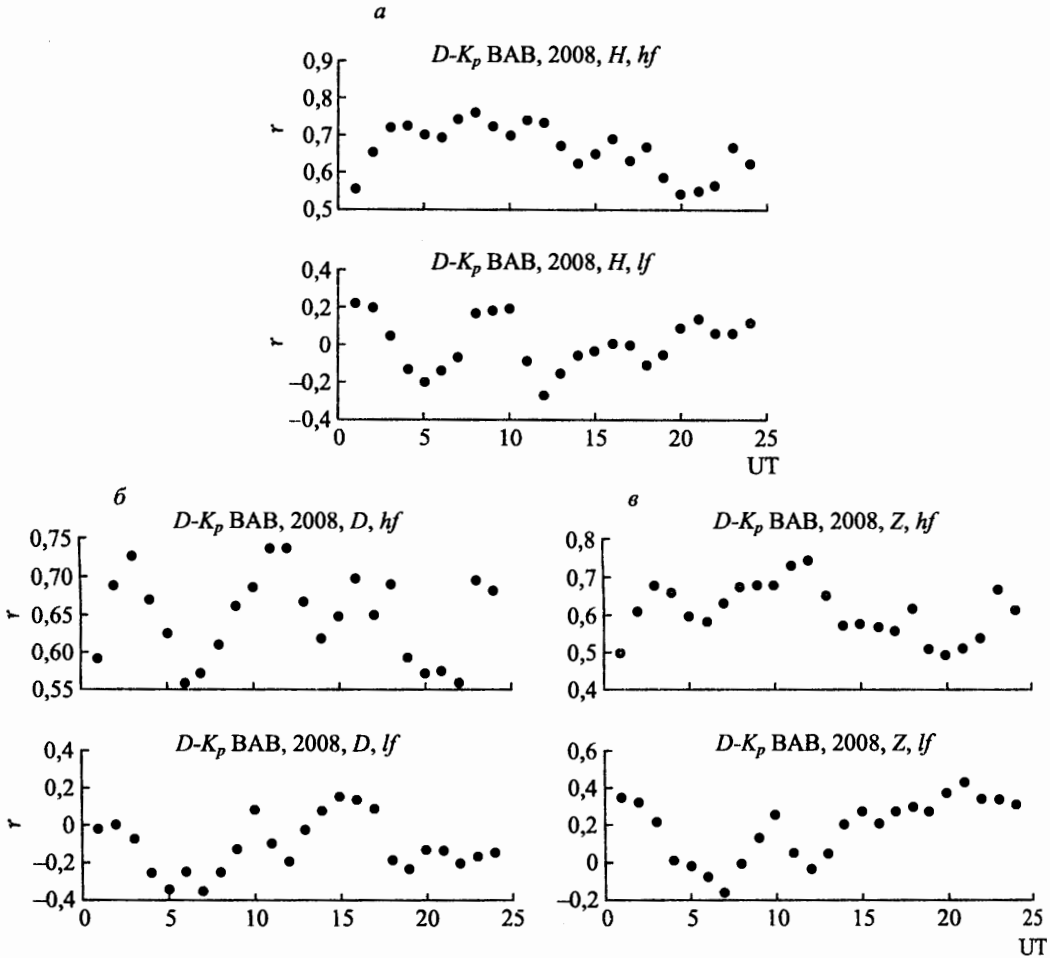 а
D-Kp BAB, 2008, H, hf
0,9
0,8
0,7
0,6
0,5
r
D-Kp BAB, 2008, H, lf
0,4
0,2
0
–0,2
–0,4
r
0 5 10 15 20 25
UT
б
D-Kp BAB, 2008, D, hf
0,75
0,70
0,65
0,60
0,55
r
D-Kp BAB, 2008, D, lf
0,4
0,2
0
–0,2
–0,4
r
0 5 10 15 20 25
в
D-Kp BAB, 2008, Z, hf
0,8
0,7
0,6
0,5
0,4
D-Kp BAB, 2008, Z, lf
0,6
0,4
0,2
0
–0,2
0 5 10 15 20 25
UT